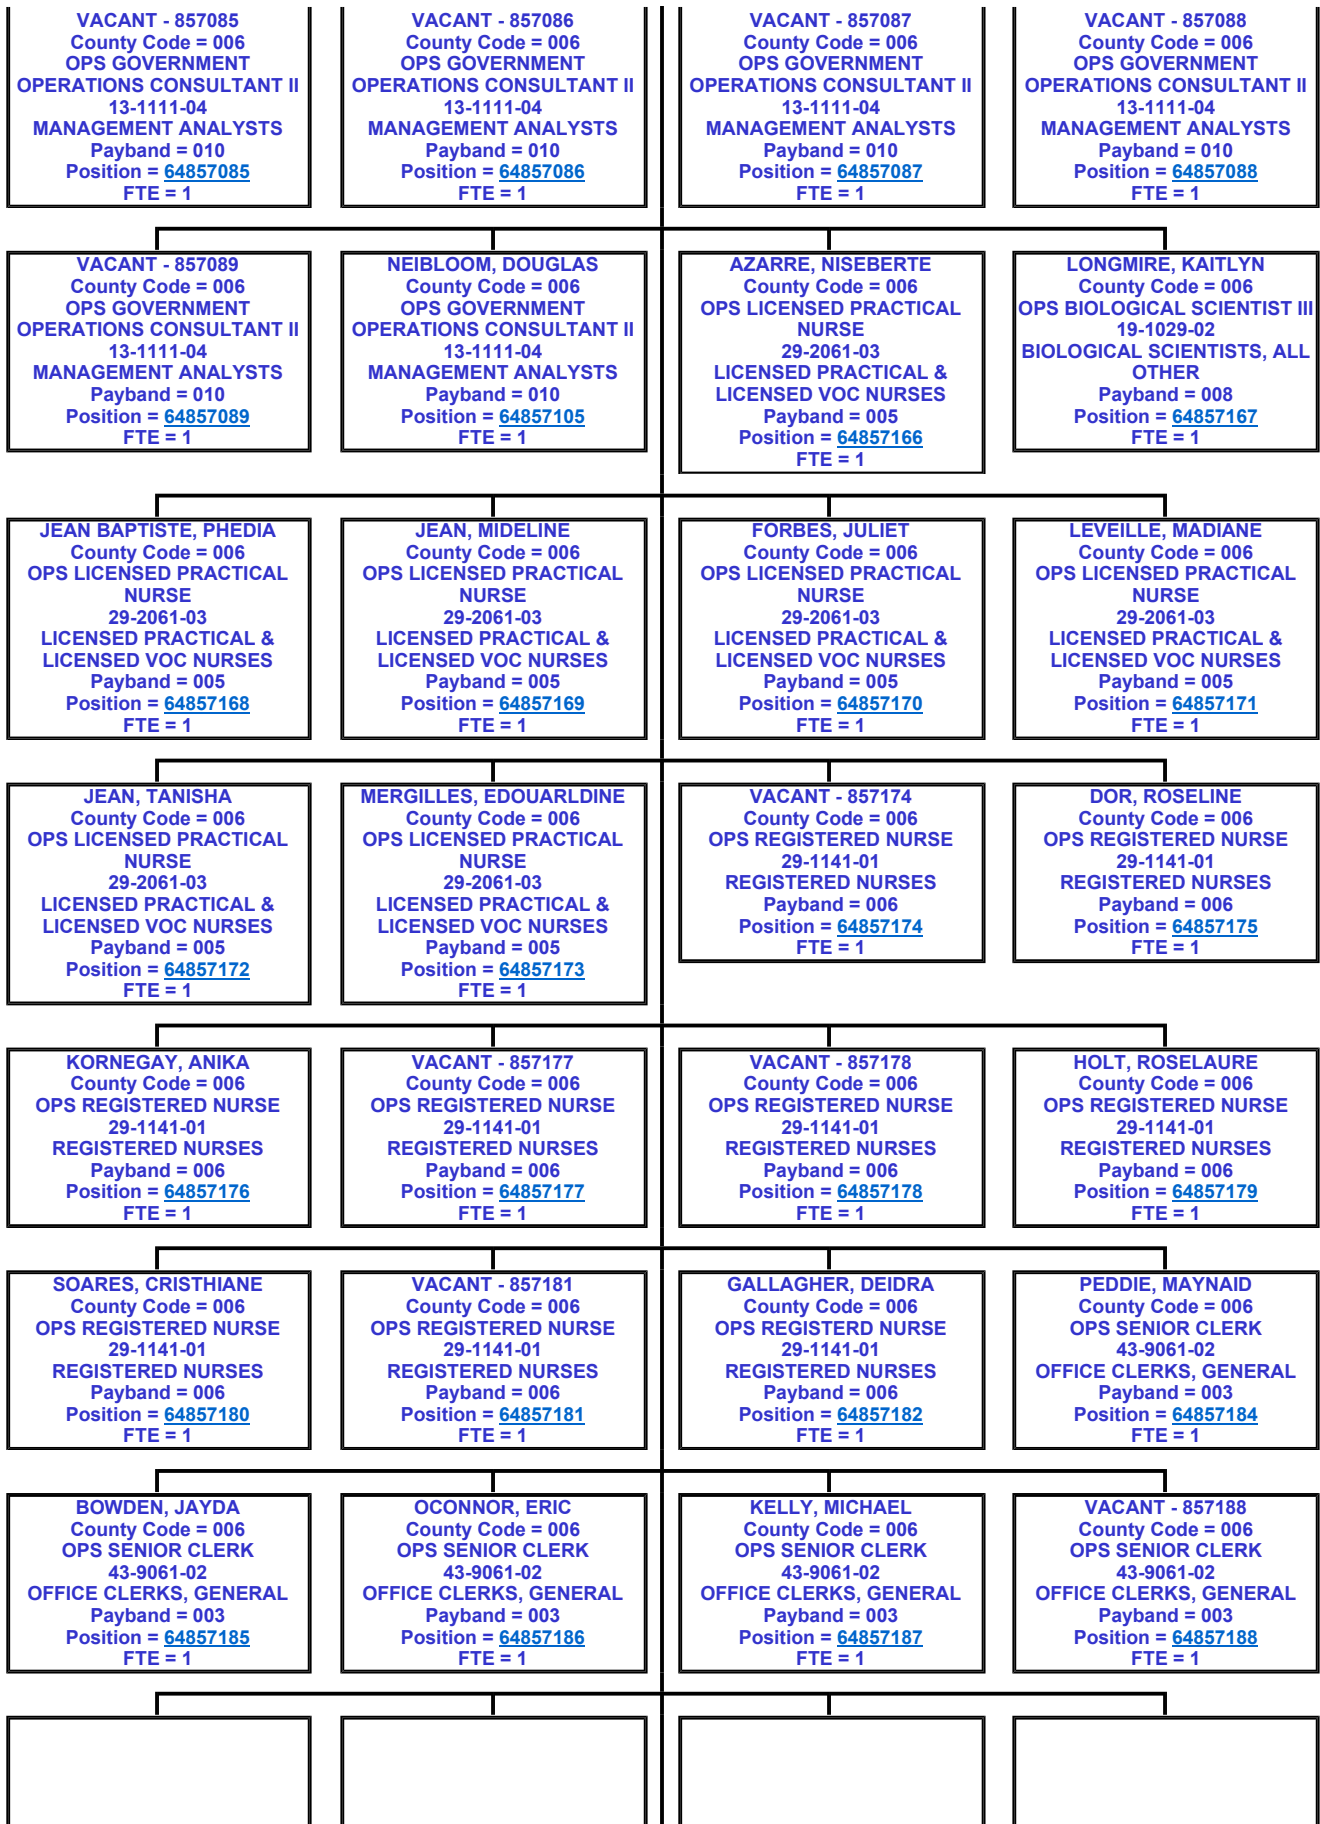 VACANT - 857085
County Code = 006
OPS GOVERNMENT
OPERATIONS CONSULTANT II
13-1111-04
MANAGEMENT ANALYSTS
Payband = 010
Position = 64857085
FTE = 1
VACANT - 857086
County Code = 006
OPS GOVERNMENT
OPERATIONS CONSULTANT II
13-1111-04
MANAGEMENT ANALYSTS
Payband = 010
Position = 64857086
FTE = 1
VACANT - 857087
County Code = 006
OPS GOVERNMENT
OPERATIONS CONSULTANT II
13-1111-04
MANAGEMENT ANALYSTS
Payband = 010
Position = 64857087
FTE = 1
VACANT - 857088
County Code = 006
OPS GOVERNMENT
OPERATIONS CONSULTANT II
13-1111-04
MANAGEMENT ANALYSTS
Payband = 010
Position = 64857088
FTE = 1
VACANT - 857089
County Code = 006
OPS GOVERNMENT
OPERATIONS CONSULTANT II
13-1111-04
MANAGEMENT ANALYSTS
Payband = 010
Position = 64857089
FTE = 1
NEIBLOOM, DOUGLAS
County Code = 006
OPS GOVERNMENT
OPERATIONS CONSULTANT II
13-1111-04
MANAGEMENT ANALYSTS
Payband = 010
Position = 64857105
FTE = 1
AZARRE, NISEBERTE
County Code = 006
OPS LICENSED PRACTICAL
NURSE
29-2061-03
LICENSED PRACTICAL &
LICENSED VOC NURSES
Payband = 005
Position = 64857166
FTE = 1
LONGMIRE, KAITLYN
County Code = 006
OPS BIOLOGICAL SCIENTIST III
19-1029-02
BIOLOGICAL SCIENTISTS, ALL
OTHER
Payband = 008
Position = 64857167
FTE = 1
JEAN BAPTISTE, PHEDIA
County Code = 006
OPS LICENSED PRACTICAL
NURSE
29-2061-03
LICENSED PRACTICAL &
LICENSED VOC NURSES
Payband = 005
Position = 64857168
FTE = 1
JEAN, MIDELINE
County Code = 006
OPS LICENSED PRACTICAL
NURSE
29-2061-03
LICENSED PRACTICAL &
LICENSED VOC NURSES
Payband = 005
Position = 64857169
FTE = 1
FORBES, JULIET
County Code = 006
OPS LICENSED PRACTICAL
NURSE
29-2061-03
LICENSED PRACTICAL &
LICENSED VOC NURSES
Payband = 005
Position = 64857170
FTE = 1
LEVEILLE, MADIANE
County Code = 006
OPS LICENSED PRACTICAL
NURSE
29-2061-03
LICENSED PRACTICAL &
LICENSED VOC NURSES
Payband = 005
Position = 64857171
FTE = 1
JEAN, TANISHA
County Code = 006
OPS LICENSED PRACTICAL
NURSE
29-2061-03
LICENSED PRACTICAL &
LICENSED VOC NURSES
Payband = 005
Position = 64857172
FTE = 1
MERGILLES, EDOUARLDINE
County Code = 006
OPS LICENSED PRACTICAL
NURSE
29-2061-03
LICENSED PRACTICAL &
LICENSED VOC NURSES
Payband = 005
Position = 64857173
FTE = 1
VACANT - 857174
County Code = 006
OPS REGISTERED NURSE
29-1141-01
REGISTERED NURSES
Payband = 006
Position = 64857174
FTE = 1
DOR, ROSELINE
County Code = 006
OPS REGISTERED NURSE
29-1141-01
REGISTERED NURSES
Payband = 006
Position = 64857175
FTE = 1
KORNEGAY, ANIKA
County Code = 006
OPS REGISTERED NURSE
29-1141-01
REGISTERED NURSES
Payband = 006
Position = 64857176
FTE = 1
VACANT - 857177
County Code = 006
OPS REGISTERED NURSE
29-1141-01
REGISTERED NURSES
Payband = 006
Position = 64857177
FTE = 1
VACANT - 857178
County Code = 006
OPS REGISTERED NURSE
29-1141-01
REGISTERED NURSES
Payband = 006
Position = 64857178
FTE = 1
HOLT, ROSELAURE
County Code = 006
OPS REGISTERED NURSE
29-1141-01
REGISTERED NURSES
Payband = 006
Position = 64857179
FTE = 1
SOARES, CRISTHIANE
County Code = 006
OPS REGISTERED NURSE
29-1141-01
REGISTERED NURSES
Payband = 006
Position = 64857180
FTE = 1
VACANT - 857181
County Code = 006
OPS REGISTERED NURSE
29-1141-01
REGISTERED NURSES
Payband = 006
Position = 64857181
FTE = 1
GALLAGHER, DEIDRA
County Code = 006
OPS REGISTERD NURSE
29-1141-01
REGISTERED NURSES
Payband = 006
Position = 64857182
FTE = 1
PEDDIE, MAYNAID
County Code = 006
OPS SENIOR CLERK
43-9061-02
OFFICE CLERKS, GENERAL
Payband = 003
Position = 64857184
FTE = 1
BOWDEN, JAYDA
County Code = 006
OPS SENIOR CLERK
43-9061-02
OFFICE CLERKS, GENERAL
Payband = 003
Position = 64857185
FTE = 1
OCONNOR, ERIC
County Code = 006
OPS SENIOR CLERK
43-9061-02
OFFICE CLERKS, GENERAL
Payband = 003
Position = 64857186
FTE = 1
KELLY, MICHAEL
County Code = 006
OPS SENIOR CLERK
43-9061-02
OFFICE CLERKS, GENERAL
Payband = 003
Position = 64857187
FTE = 1
VACANT - 857188
County Code = 006
OPS SENIOR CLERK
43-9061-02
OFFICE CLERKS, GENERAL
Payband = 003
Position = 64857188
FTE = 1